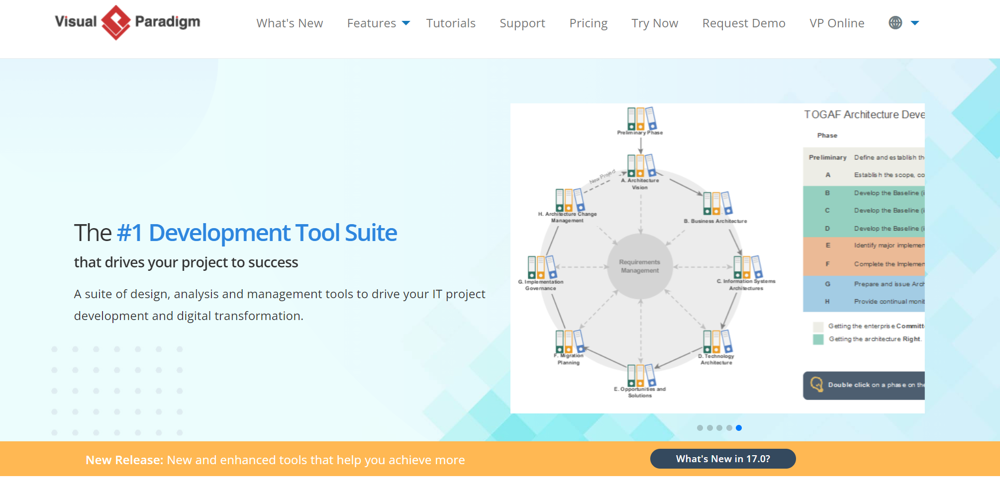 Visual Paradigm
What's New
Features
Tutorials
Support
Pricing
Try Now
Request Demo
VP Online
The #1 Development Tool Suite
that drives your project to success
A suite of design, analysis and management tools to drive your IT project
development and digital transformation.
Preliminary Phase
A. Architecture
Vision
New Project
H. Architecture Change
Management
B. Business Architecture
Requirements
Management
G. Implementation
Governance
C. Information Systems
Architectures
F. Migration
Planning
D. Technology
Architecture
E. Opportunities and
Solutions
TOGAF Architecture Deve
Phase
Preliminary Define and establish th
A Establish the scope, co
B Develop the Baseline (i
C Develop the Baseline (i
D Develop the Baseline (i
E Identify major implemen
F Complete the Implemen
G Prepare and issue Arch
H Provide continual monit
Getting the enterprise Committ
Getting the architecture Right.
Double click on a phase on the
New Release: New and enhanced tools that help you achieve more
What's New in 17.0?